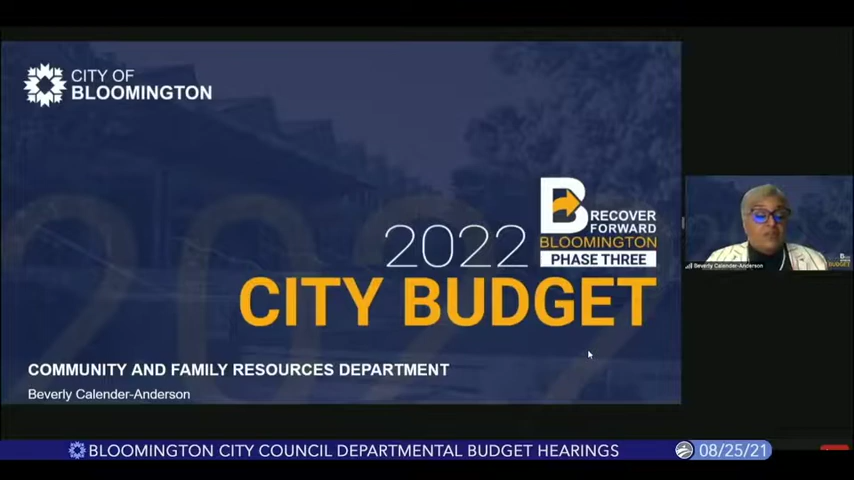 CITY OF
BLOOMINGTON
2022
B
RECOVER
FORWARD
BLOOMINGTON
PHASE THREE
CITY BUDGET
COMMUNITY AND FAMILY RESOURCES DEPARTMENT
Beverly Calender-Anderson
Beverly Calender-Anderson
BUDGET
BLOOMINGTON CITY COUNCIL DEPARTMENTAL BUDGET HEARINGS
08/25/21